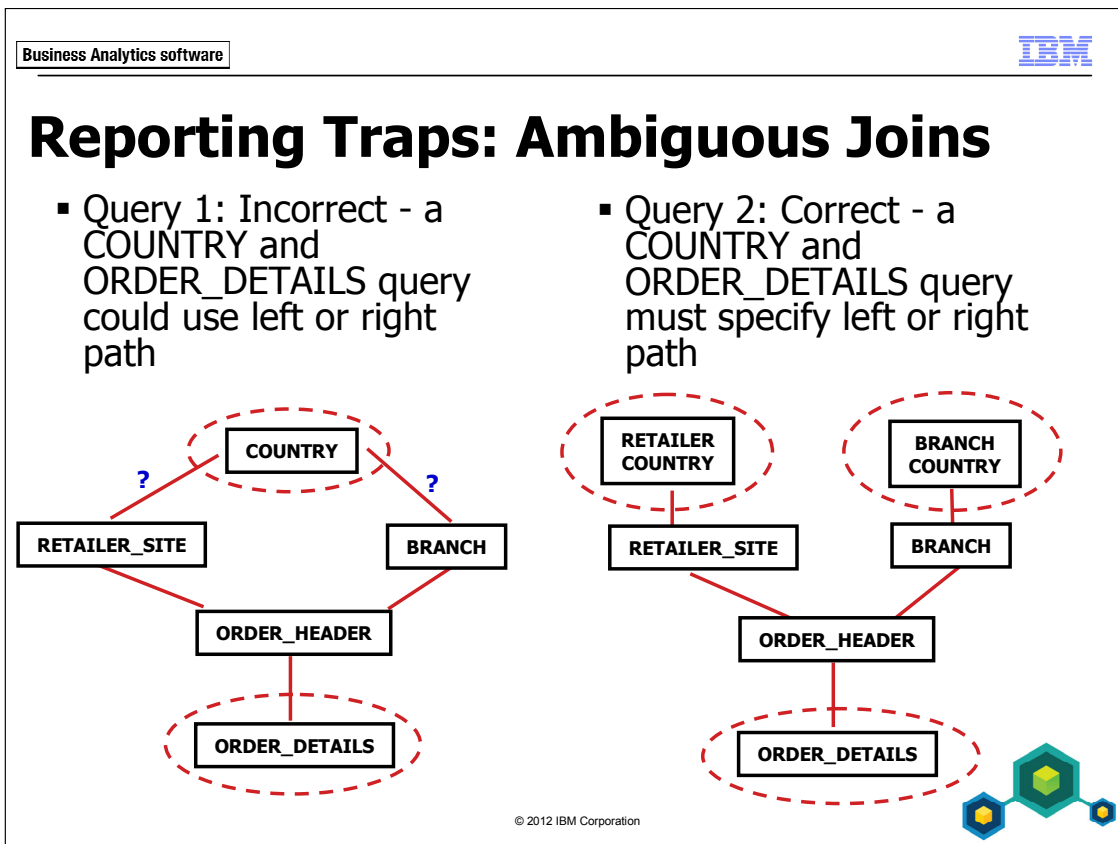 Business Analytics software
IBM
Reporting Traps: Ambiguous Joins
▪ Query 1: Incorrect - a
COUNTRY and
ORDER_DETAILS query
could use left or right
path
▪ Query 2: Correct - a
COUNTRY and
ORDER_DETAILS query
must specify left or right
path
COUNTRY
?
?
RETAILER_SITE
BRANCH
ORDER_HEADER
ORDER_DETAILS
RETAILER
COUNTRY
BRANCH
COUNTRY
RETAILER_SITE
BRANCH
ORDER_HEADER
ORDER_DETAILS
© 2012 IBM Corporation